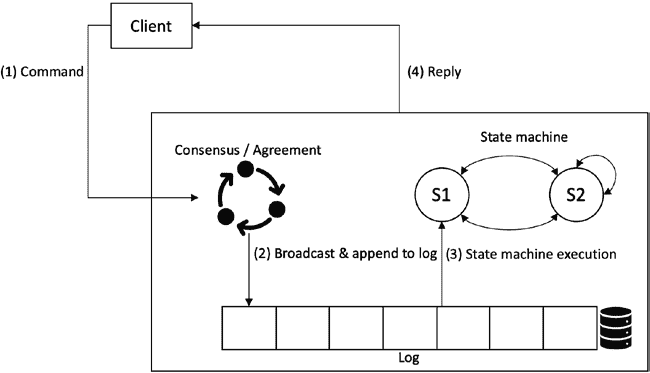 Client
(1) Command
(4) Reply
Consensus / Agreement
State machine
S1
S2
(2) Broadcast & append to log
(3) State machine execution
Log